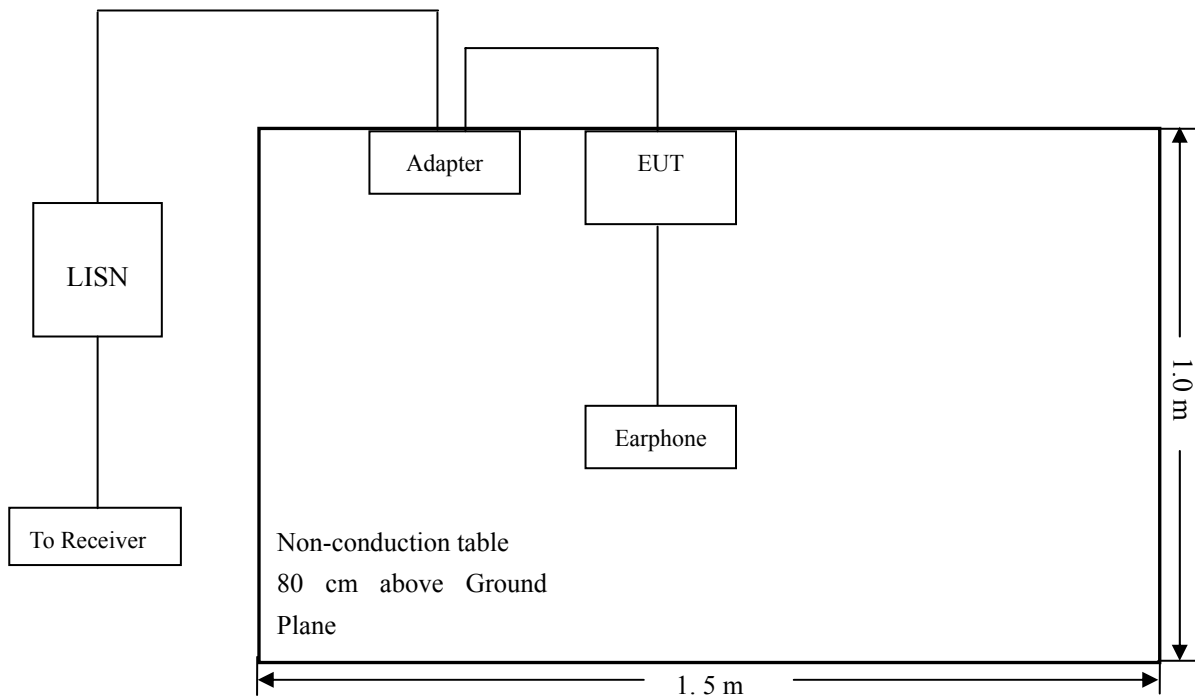 Adapter
EUT
LISN
Earphone
To Receiver
Non-conduction table
80 cm above Ground
Plane
1.0 m
1. 5 m